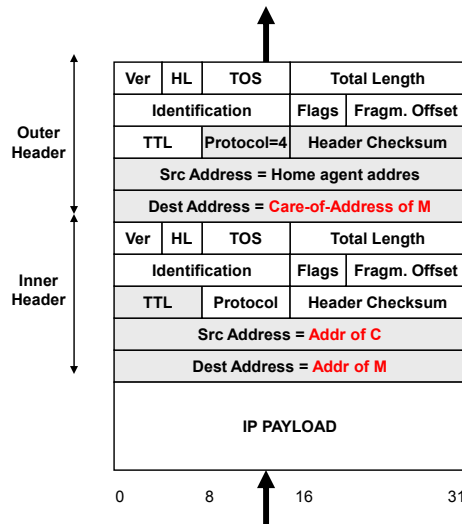 Ver HL TOS Total Length
Identification Flags Fragm. Offset
Outer Header
TTL Protocol=4 Header Checksum
Src Address = Home agent addres
Dest Address = Care-of-Address of M
Ver HL TOS Total Length
Identification Flags Fragm. Offset
Inner Header
TTL Protocol Header Checksum
Src Address = Addr of C
Dest Address = Addr of M
IP PAYLOAD
0 8 16 31